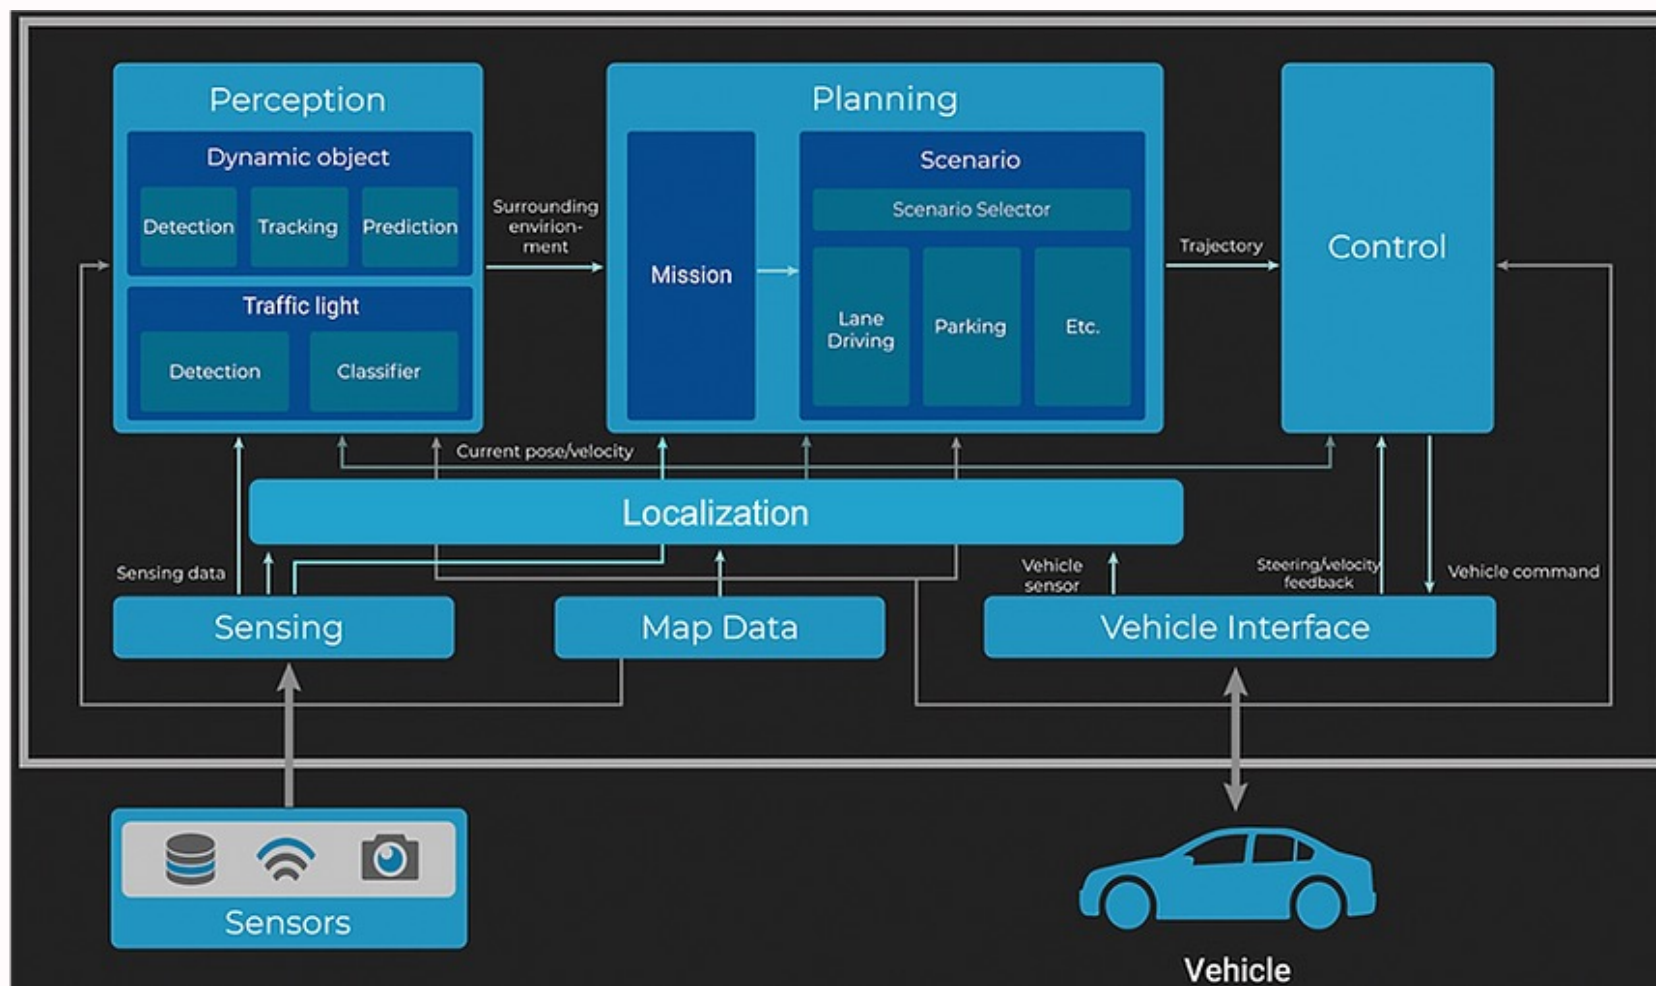 Perception
Dynamic object
Detection
Tracking
Prediction
Traffic light
Detection
Classifier
Surrounding
envirion-
ment
Planning
Mission
Scenario
Scenario Selector
Lane
Driving
Parking
Etc.
Trajectory
Control
Current pose/velocity
Localization
Sensing data
Vehicle
sensor
Steering/velocity
feedback
Vehicle command
Sensing
Map Data
Vehicle Interface
Sensors
Vehicle